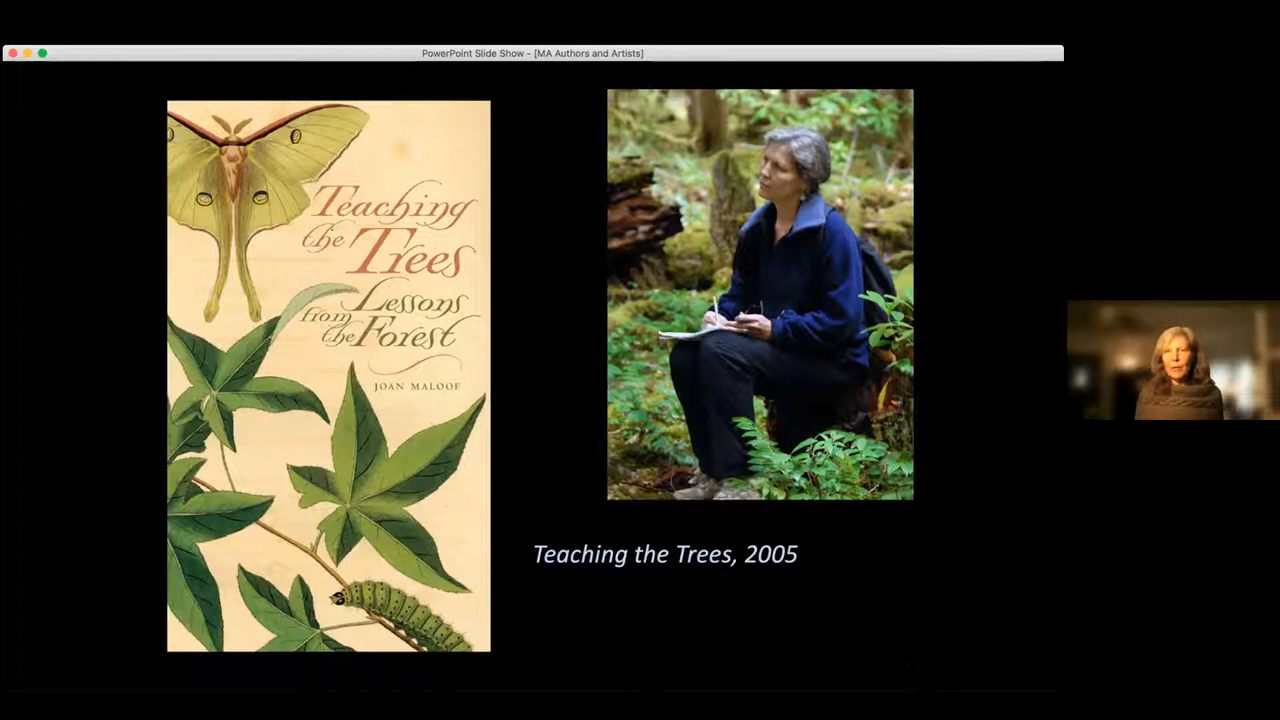 PowerPoint Slide Show - [MA Authors and Artists]
Teaching
the Trees
Lessons
from
the Forest
JOAN MALOOF
Teaching the Trees, 2005